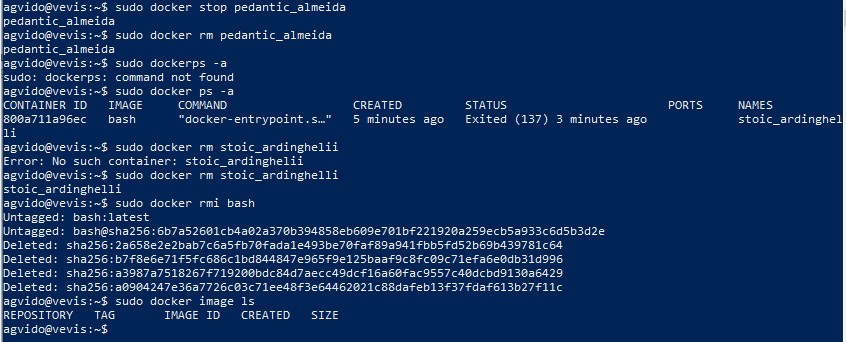 agvido@vevis:~$ sudo docker stop pedantic_almeida
pedantic_almeida
agvido@vevis:~$ sudo docker rm pedantic_almeida
pedantic_almeida
agvido@vevis:~$ sudo dockerps -a
sudo: dockerps: command not found
agvido@vevis:~$ sudo docker ps -a
CONTAINER ID   IMAGE     COMMAND                  CREATED         STATUS                       PORTS     NAMES
800a711a96ec   bash      "docker-entrypoint.s…"   5 minutes ago   Exited (137) 3 minutes ago             stoic_ardinghel
li
agvido@vevis:~$ sudo docker rm stoic_ardinghelii
Error: No such container: stoic_ardinghelii
agvido@vevis:~$ sudo docker rm stoic_ardinghelli
stoic_ardinghelli
agvido@vevis:~$ sudo docker rmi bash
Untagged: bash:latest
Untagged: bash@sha256:6b7a52601cb4a02a370b394858eb609e701bf221920a259ecb5a933c6d5b3d2e
Deleted: sha256:2a658e2e2bab7c6a5fb70fada1e493be70faf89a941fbb5fd52b69b439781c64
Deleted: sha256:b7f8e6e71f5fc686c1bd844847e965f9e125baaf9c8fc09c71efa6e0db31d996
Deleted: sha256:a3987a7518267f719200bdc84d7aecc49dcf16a60fac9557c40dcbd9130a6429
Deleted: sha256:a0904247e36a7726c03c71ee48f3e64462021c88dafeb13f37fdaf613b27f11c
agvido@vevis:~$ sudo docker image ls
REPOSITORY   TAG       IMAGE ID   CREATED   SIZE
agvido@vevis:~$